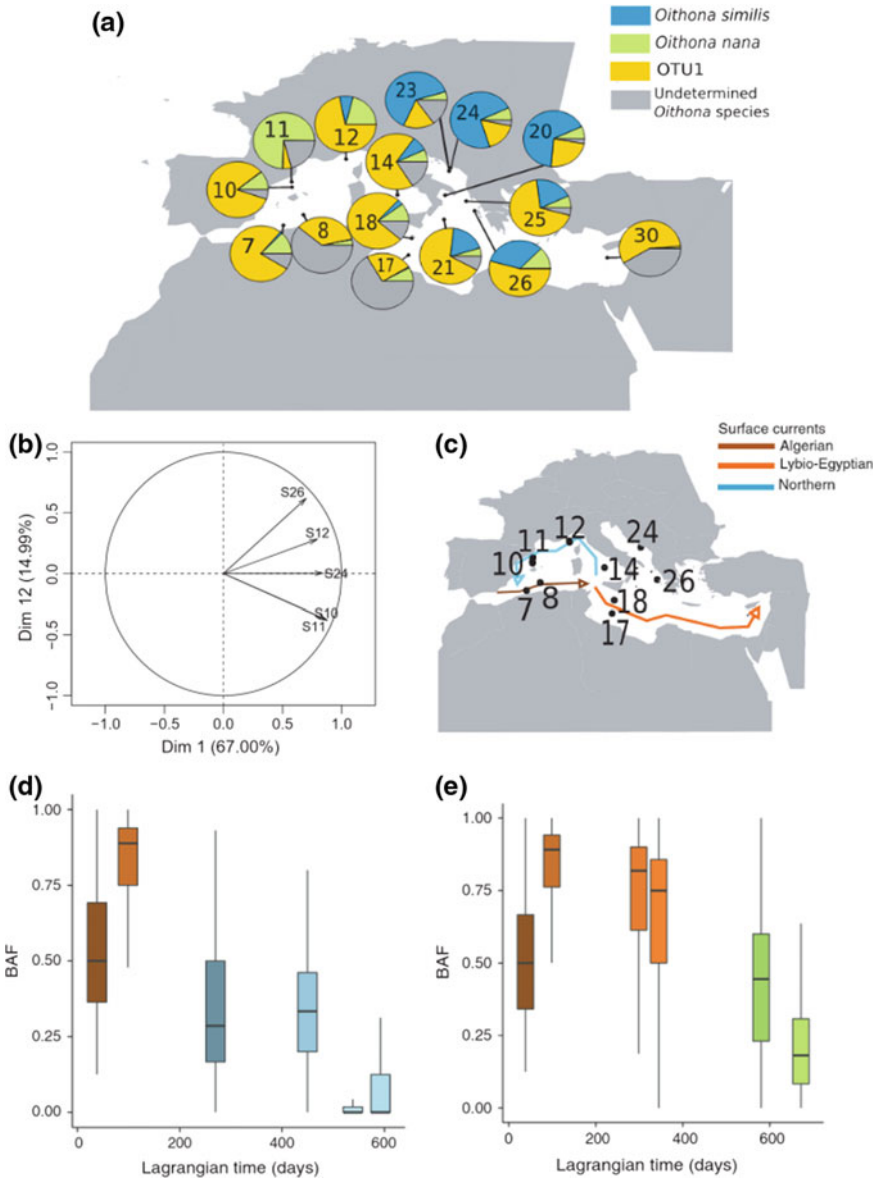 (a)
Oithona similis
Oithona nana
OTU1
Undetermined
Oithona species
23
24
20
11
12
14
10
25
18
7
8
30
17
21
26
(b)
1.0
0.5
0.0
−0.5
−1.0
Dim 12 (14.99%)
S26
S12
S24
S10
S11
−1.0 −0.5 0.0 0.5 1.0
Dim 1 (67.00%)
(c)
Surface currents
Algerian
Lybio-Egyptian
Northern
12
24
11
10
14
26
18
7
8
17
(d)
1.00
0.75
0.50
0.25
0.00
BAF
0 200 400 600
Lagrangian time (days)
(e)
1.00
0.75
0.50
0.25
0.00
BAF
0 200 400 600
Lagrangian time (days)